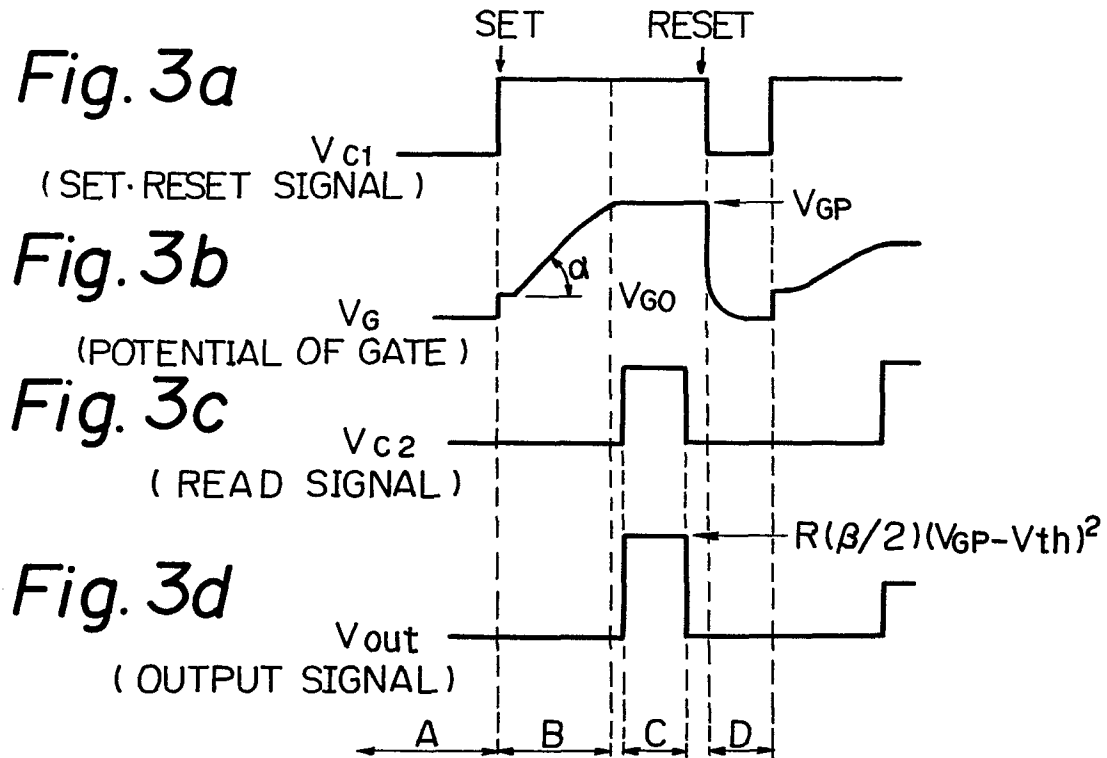 SET RESET
Fig. 3a
VC1
(SET·RESET SIGNAL)
VGP
Fig. 3b
α
VGO
VG
(POTENTIAL OF GATE)
Fig. 3c
VC2
(READ SIGNAL)
R(β/2)(VGP-Vth)²
Fig. 3d
Vout
(OUTPUT SIGNAL)
A B C D